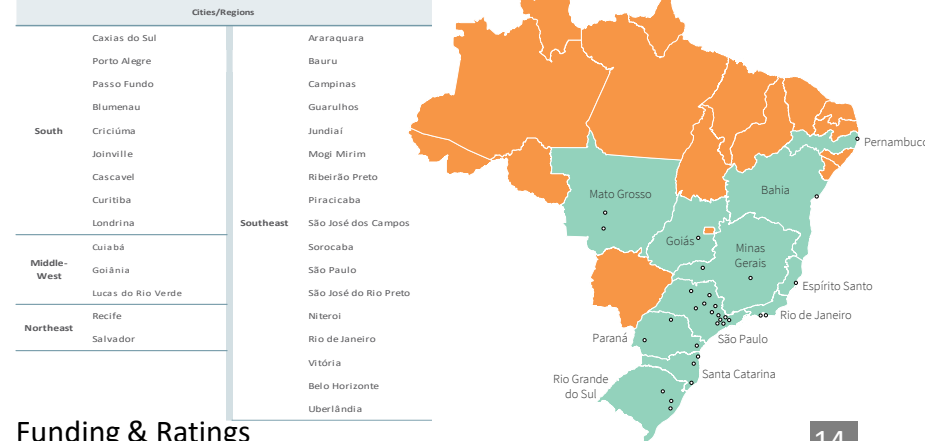 Cities/Regions
South
Caxias do Sul
Porto Alegre
Passo Fundo
Blumenau
Criciúma
Joinville
Cascavel
Curitiba
Londrina
Middle-
West
Cuiabá
Goiânia
Lucas do Rio Verde
Northeast
Recife
Salvador
Southeast
Araraquara
Bauru
Campinas
Guarulhos
Jundiaí
Mogi Mirim
Ribeirão Preto
Piracicaba
São José dos Campos
Sorocaba
São Paulo
São José do Rio Preto
Niteroi
Rio de Janeiro
Vitória
Belo Horizonte
Uberlândia
Pernambuco
Mato Grosso
Bahia
Goiás
Minas
Gerais
Espírito Santo
Rio de Janeiro
Paraná
São Paulo
Santa Catarina
Rio Grande
do Sul
Funding & Ratings
14